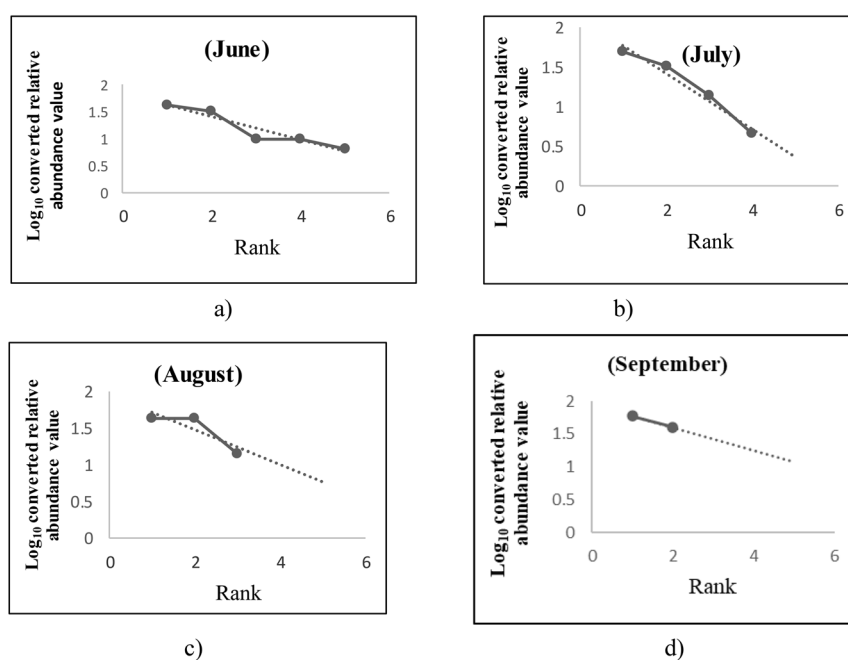 (June)
Log₁₀ converted relative
abundance value
2
1.5
1
0.5
0
0 2 4 6
Rank
a)
(July)
Log₁₀ converted relative
abundance value
2
1.5
1
0.5
0
0 2 4 6
Rank
b)
(August)
Log₁₀ converted relative
abundance value
2
1.5
1
0.5
0
0 2 4 6
Rank
c)
(September)
Log₁₀ converted relative
abundance value
2
1.5
1
0.5
0
0 2 4 6
Rank
d)